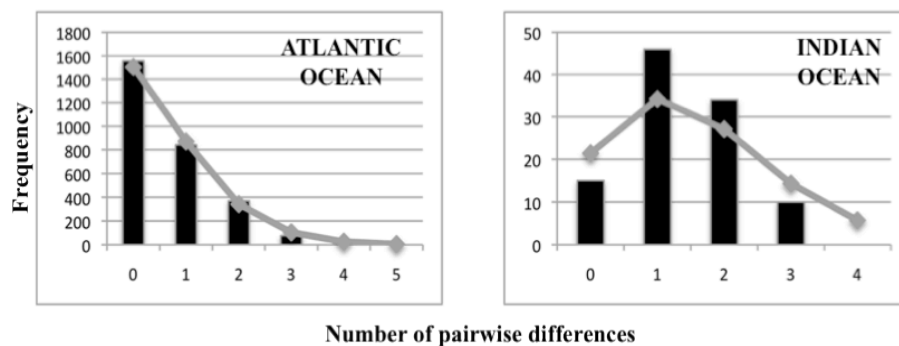 ATLANTIC
OCEAN
1800
1600
1400
1200
1000
800
600
400
200
0
0 1 2 3 4 5
Frequency
INDIAN
OCEAN
50
40
30
20
10
0
0 1 2 3 4
Number of pairwise differences